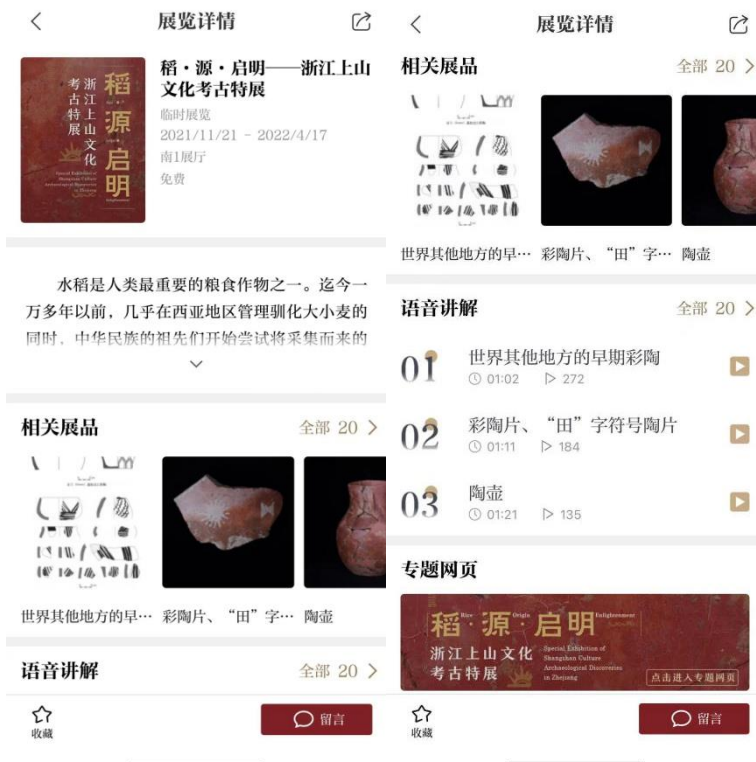 展览详情
稻
源
启
明
浙江上山文化
考古特展
稻·源·启明——浙江上山
文化考古特展
临时展览
2021/11/21 - 2022/4/17
南1展厅
免费
水稻是人类最重要的粮食作物之一。迄今一
万多年以前，几乎在西亚地区管理驯化大小麦的
同时，中华民族的祖先们开始尝试将采集而来的
相关展品
全部 20
世界其他地方的早…
彩陶片、“田”字…
陶壶
语音讲解
全部 20
收藏
留言
展览详情
相关展品
全部 20
世界其他地方的早…
彩陶片、“田”字…
陶壶
语音讲解
全部 20
01
世界其他地方的早期彩陶
01:02 272
02
彩陶片、“田”字符号陶片
01:11 184
03
陶壶
01:21 135
专题网页
稻·源·启明
Rice
Origin
Enlightenment
浙江上山文化
考古特展
Special Exhibition of
Shangshan Culture
Archaeological Discoveries
in Zhejiang
点击进入专题网页
收藏
留言